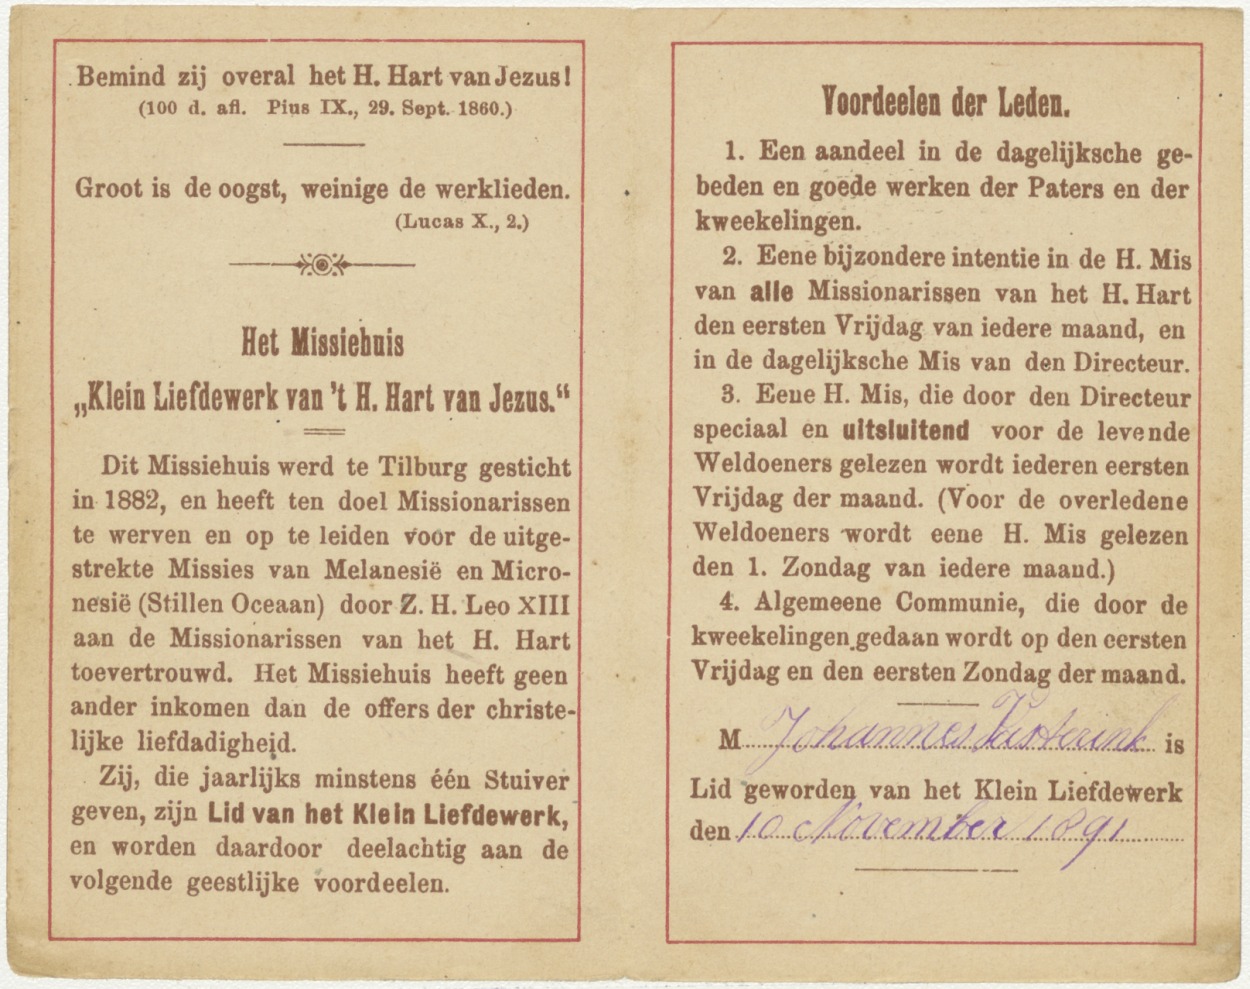 Bemind zij overal het H. Hart van Jezus!
(100 d. afl. Pius IX., 29. Sept. 1860.)
Groot is de oogst, weinige de werklieden.
(Lucas X., 2.)
Het Missiehuis
„Klein Liefdewerk van 't H. Hart van Jezus.“
Dit Missiehuis werd te Tilburg gesticht
in 1882, en heeft ten doel Missionarissen
te werven en op te leiden voor de uitge-
strekte Missies van Melanesië en Micro-
nesië (Stillen Oceaan) door Z. H. Leo XIII
aan de Missionarissen van het H. Hart
toevertrouwd. Het Missiehuis heeft geen
ander inkomen dan de offers der christe-
lijke liefdadigheid.
Zij, die jaarlijks minstens één Stuiver
geven, zijn Lid van het Klein Liefdewerk,
en worden daardoor deelachtig aan de
volgende geestlijke voordeelen.
Voordeelen der Leden.
1. Een aandeel in de dagelijksche ge-
beden en goede werken der Paters en der
kweekelingen.
2. Eene bijzondere intentie in de H. Mis
van alle Missionarissen van het H. Hart
den eersten Vrijdag van iedere maand, en
in de dagelijksche Mis van den Directeur.
3. Eene H. Mis, die door den Directeur
speciaal en uitsluitend voor de levende
Weldoeners gelezen wordt iederen eersten
Vrijdag der maand. (Voor de overledene
Weldoeners wordt eene H. Mis gelezen
den 1. Zondag van iedere maand.)
4. Algemeene Communie, die door de
kweekelingen gedaan wordt op den eersten
Vrijdag en den eersten Zondag der maand.
M Johannes is
Lid geworden van het Klein Liefdewerk
den 10 November 1891